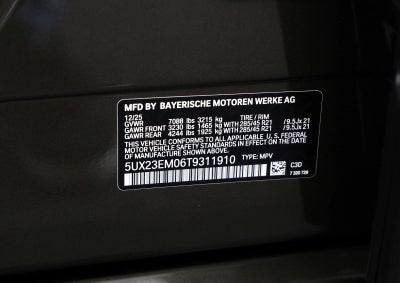 MFD BY BAYERISCHE MOTOREN WERKE AG
12/25 TIRE / RIM
GVWR 7088 lbs 3215 kg
GAWR FRONT 3230 lbs 1465 kg WITH 285/45 R21 /9.5Jx 21
GAWR REAR 4244 lbs 1925 kg WITH 285/45 R21 /9.5Jx 21
THIS VEHICLE CONFORMS TO ALL APPLICABLE U.S. FEDERAL MOTOR VEHICLE
SAFETY STANDARDS IN EFFECT ON THE DATE OF MANUFACTURE SHOWN ABOVE.
5UX23EM06T9311910 TYPE: MPV
C3D